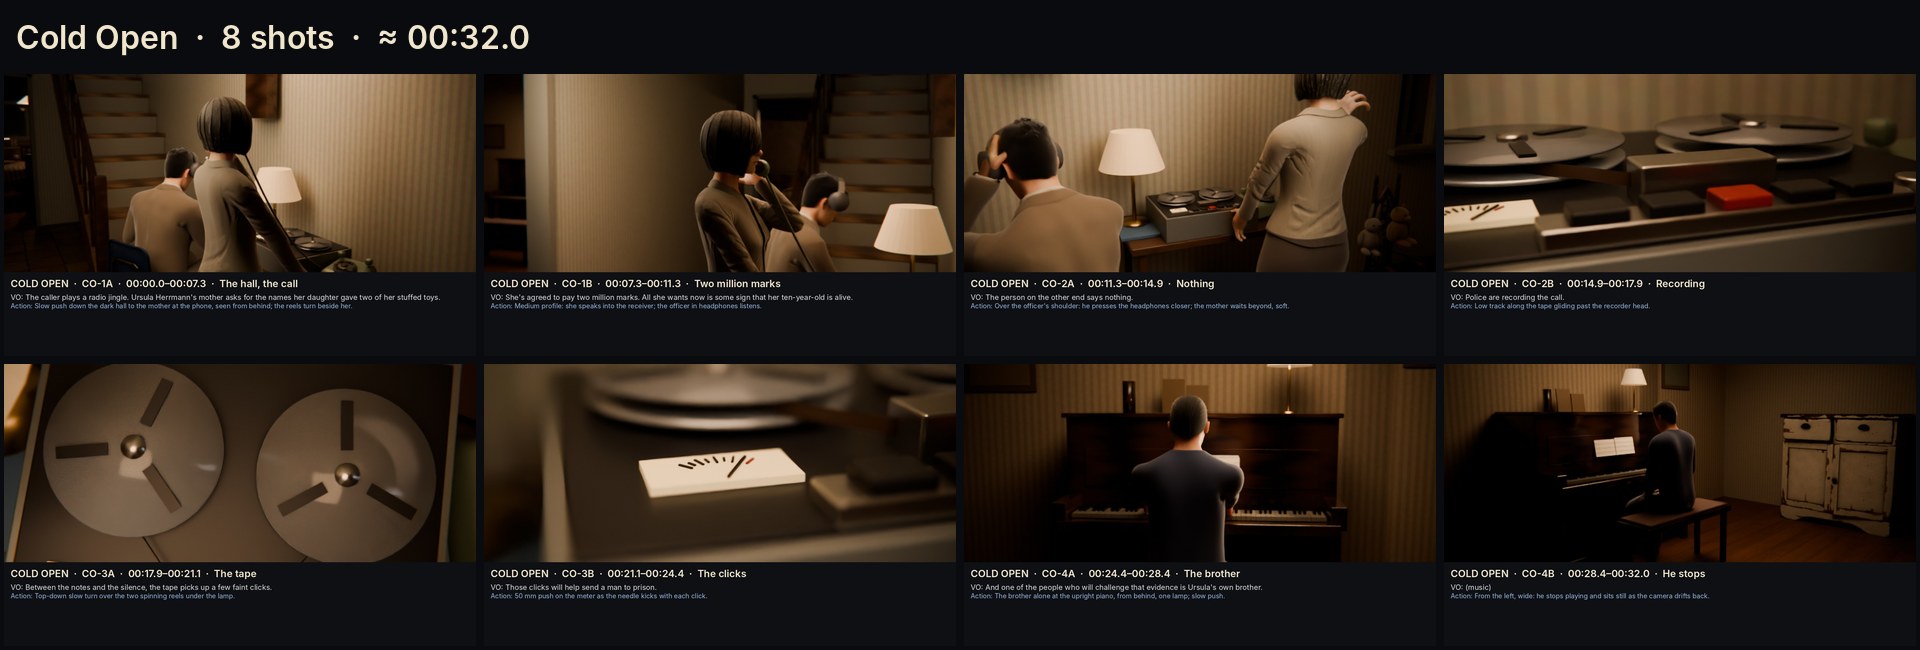 Cold Open · 8 shots · ≈ 00:32.0
COLD OPEN · CO-1A · 00:00.0–00:07.3 · The hall, the call
VO: The caller plays a radio jingle. Ursula Herrmann's mother asks for the names her daughter gave two of her stuffed toys.
Action: Slow push down the dark hall to the mother at the phone, seen from behind; the reels turn beside her.
COLD OPEN · CO-1B · 00:07.3–00:11.3 · Two million marks
VO: She's agreed to pay two million marks. All she wants now is some sign that her ten-year-old is alive.
Action: Medium profile: she speaks into the receiver; the officer in headphones listens.
COLD OPEN · CO-2A · 00:11.3–00:14.9 · Nothing
VO: The person on the other end says nothing.
Action: Over the officer's shoulder: he presses the headphones closer; the mother waits beyond, soft.
COLD OPEN · CO-2B · 00:14.9–00:17.9 · Recording
VO: Police are recording the call.
Action: Low track along the tape gliding past the recorder head.
COLD OPEN · CO-3A · 00:17.9–00:21.1 · The tape
VO: Between the notes and the silence, the tape picks up a few faint clicks.
Action: Top-down slow turn over the two spinning reels under the lamp.
COLD OPEN · CO-3B · 00:21.1–00:24.4 · The clicks
VO: Those clicks will help send a man to prison.
Action: 50 mm push on the meter as the needle kicks with each click.
COLD OPEN · CO-4A · 00:24.4–00:28.4 · The brother
VO: And one of the people who will challenge that evidence is Ursula's own brother.
Action: The brother alone at the upright piano, from behind, one lamp; slow push.
COLD OPEN · CO-4B · 00:28.4–00:32.0 · He stops
VO: (music)
Action: From the left, wide: he stops playing and sits still as the camera drifts back.